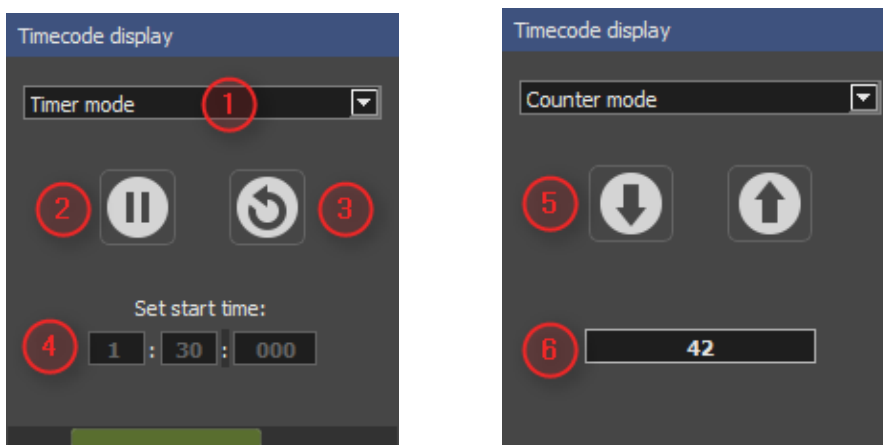 Timecode display
Timer mode
1
2
3
Set start time:
4
1 : 30 : 000
Timecode display
Counter mode
5
6
42